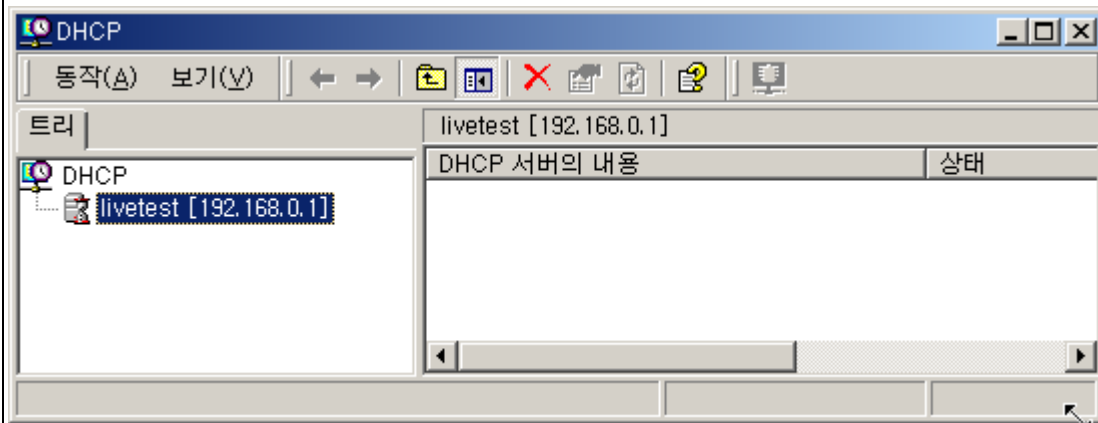 DHCP
동작(A) 보기(V)
트리
livetest [192.168.0.1]
DHCP 서버의 내용 상태
DHCP
livetest [192.168.0.1]